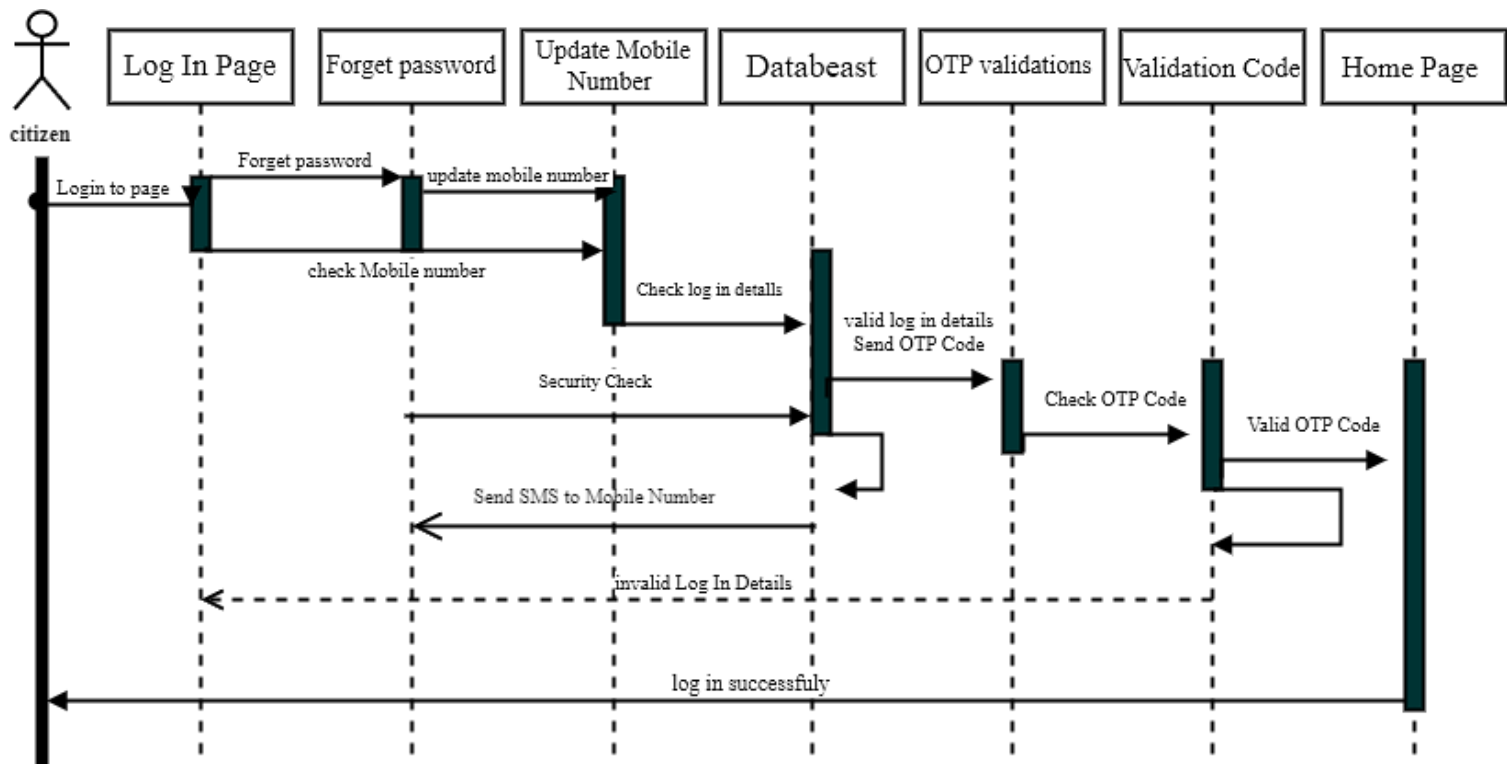 Log In Page
Forget password
Update Mobile
Number
Databeast
OTP validations
Validation Code
Home Page
citizen
Forget password
update mobile number
Login to page
check Mobile number
Check log in detalls
valid log in details
Send OTP Code
Security Check
Check OTP Code
Valid OTP Code
Send SMS to Mobile Number
invalid Log In Details
log in successfuly